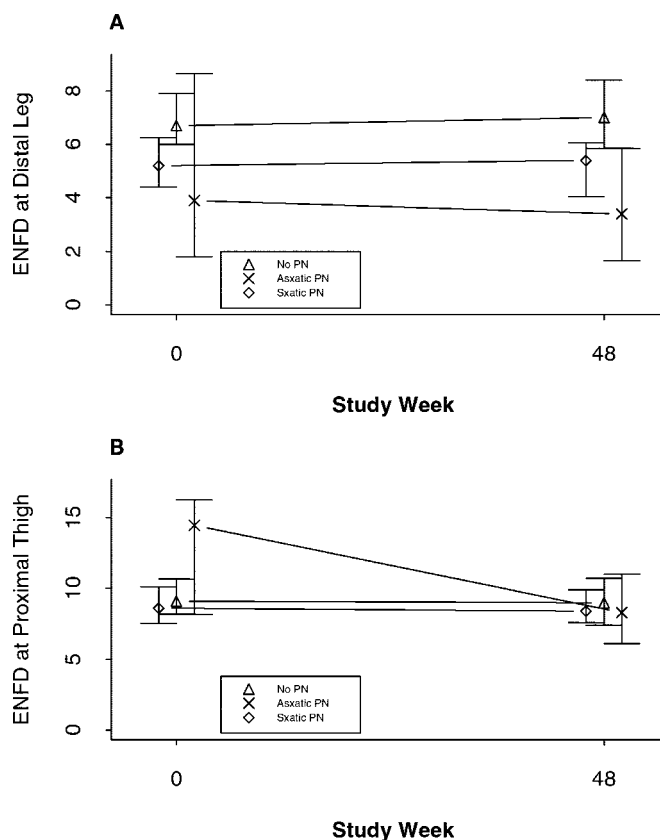 A
ENFD at Distal Leg
8
6
4
2
0
No PN
Asxatic PN
Sxatic PN
0 48
Study Week
B
ENFD at Proximal Thigh
15
10
5
0
No PN
Asxatic PN
Sxatic PN
0 48
Study Week